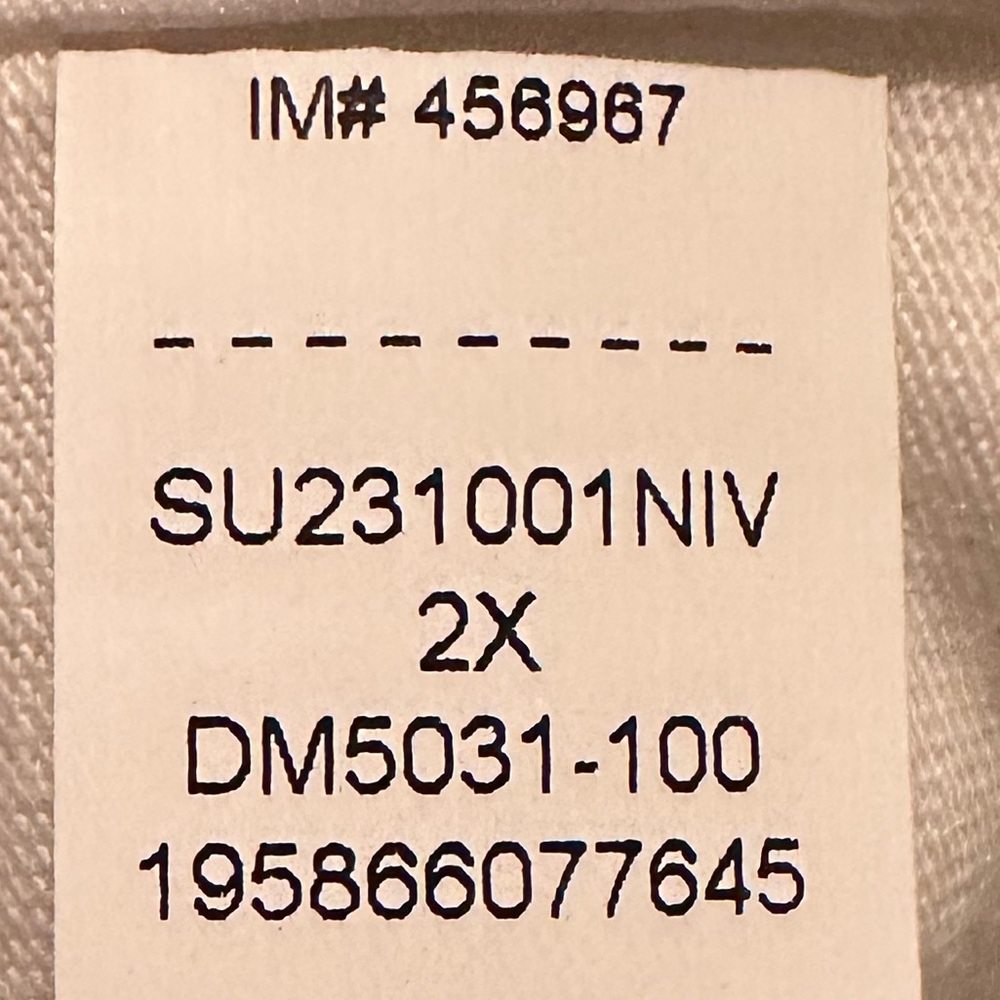 IM# 456967
- - - - - - - - -
SU231001NIV
2X
DM5031-100
195866077645